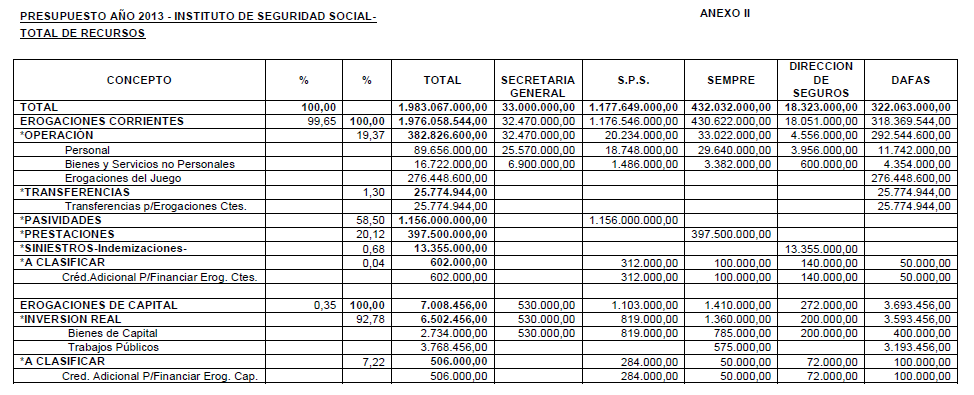 PRESUPUESTO AÑO 2013 - INSTITUTO DE SEGURIDAD SOCIAL- ANEXO II
TOTAL DE RECURSOS
CONCEPTO % % TOTAL SECRETARIA GENERAL S.P.S. SEMPRE DIRECCION DE SEGUROS DAFAS
TOTAL 100,00 1.983.067.000,00 33.000.000,00 1.177.649.000,00 432.032.000,00 18.323.000,00 322.063.000,00
EROGACIONES CORRIENTES 99,65 100,00 1.976.058.544,00 32.470.000,00 1.176.546.000,00 430.622.000,00 18.051.000,00 318.369.544,00
*OPERACIÓN 19,37 382.826.600,00 32.470.000,00 20.234.000,00 33.022.000,00 4.556.000,00 292.544.600,00
Personal 89.656.000,00 25.570.000,00 18.748.000,00 29.640.000,00 3.956.000,00 11.742.000,00
Bienes y Servicios no Personales 16.722.000,00 6.900.000,00 1.486.000,00 3.382.000,00 600.000,00 4.354.000,00
Erogaciones del Juego 276.448.600,00 276.448.600,00
*TRANSFERENCIAS 1,30 25.774.944,00 25.774.944,00
Transferencias p/Erogaciones Ctes. 25.774.944,00 25.774.944,00
*PASIVIDADES 58,50 1.156.000.000,00 1.156.000.000,00
*PRESTACIONES 20,12 397.500.000,00 397.500.000,00
*SINIESTROS-Indemizaciones- 0,68 13.355.000,00 13.355.000,00
*A CLASIFICAR 0,04 602.000,00 312.000,00 100.000,00 140.000,00 50.000,00
Créd.Adicional P/Financiar Erog. Ctes. 602.000,00 312.000,00 100.000,00 140.000,00 50.000,00
EROGACIONES DE CAPITAL 0,35 100,00 7.008.456,00 530.000,00 1.103.000,00 1.410.000,00 272.000,00 3.693.456,00
*INVERSION REAL 92,78 6.502.456,00 530.000,00 819.000,00 1.360.000,00 200.000,00 3.593.456,00
Bienes de Capital 2.734.000,00 530.000,00 819.000,00 785.000,00 200.000,00 400.000,00
Trabajos Públicos 3.768.456,00 575.000,00 3.193.456,00
*A CLASIFICAR 7,22 506.000,00 284.000,00 50.000,00 72.000,00 100.000,00
Cred. Adicional P/Financiar Erog. Cap. 506.000,00 284.000,00 50.000,00 72.000,00 100.000,00